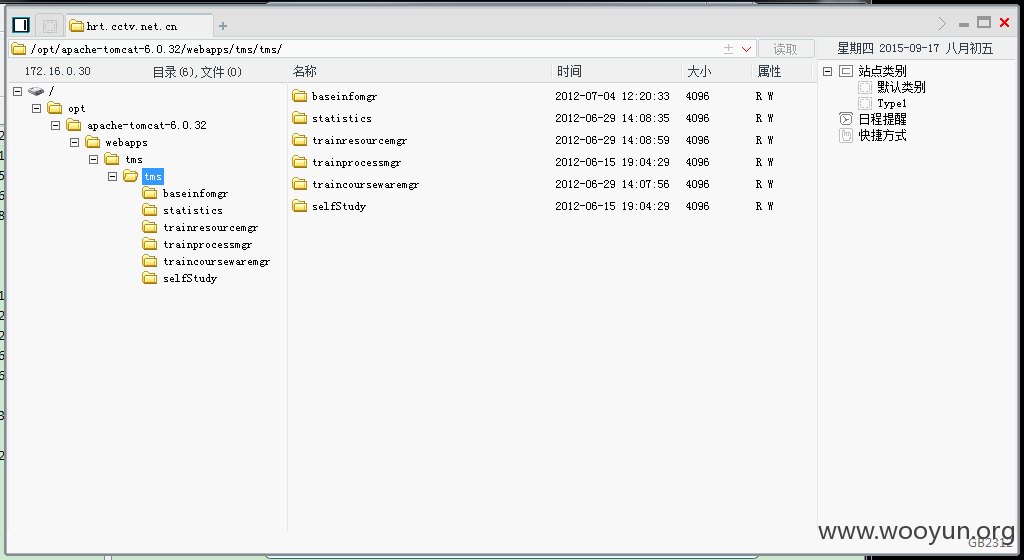 hrt.cctv.net.cn
/opt/apache-tomcat-6.0.32/webapps/tms/tms/
读取
星期四 2015-09-17 八月初五
172.16.0.30 目录(6),文件(0)
名称 时间 大小 属性
/
opt
apache-tomcat-6.0.32
webapps
tms
tms
baseinfomgr
statistics
trainresourcemgr
trainprocessmgr
traincoursewaremgr
selfStudy
baseinfomgr 2012-07-04 12:20:33 4096 R W
statistics 2012-06-29 14:08:35 4096 R W
trainresourcemgr 2012-06-29 14:08:59 4096 R W
trainprocessmgr 2012-06-15 19:04:29 4096 R W
traincoursewaremgr 2012-06-29 14:07:56 4096 R W
selfStudy 2012-06-15 19:04:29 4096 R W
站点类别
默认类别
Type1
日程提醒
快捷方式
www.wooyun.org
GB2312